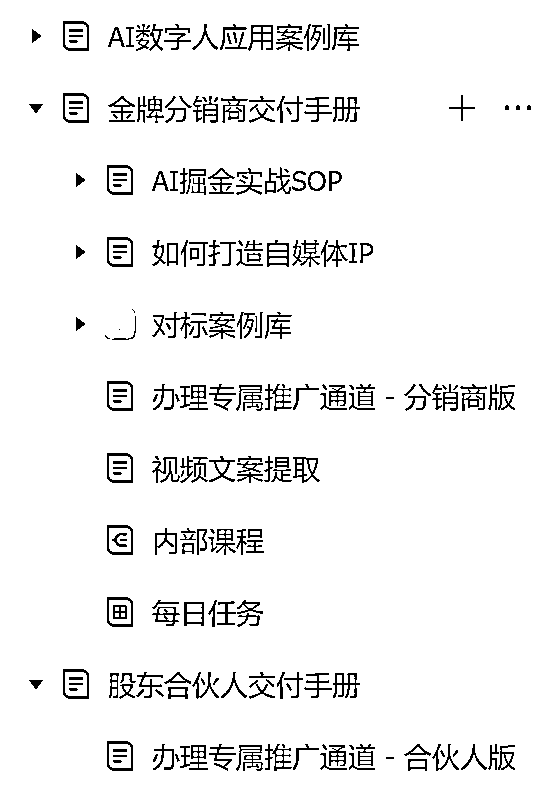 AI数字人应用案例库
金牌分销商交付手册
AI掘金实战SOP
如何打造自媒体IP
对标案例库
办理专属推广通道 - 分销商版
视频文案提取
内部课程
每日任务
股东合伙人交付手册
办理专属推广通道 - 合伙人版